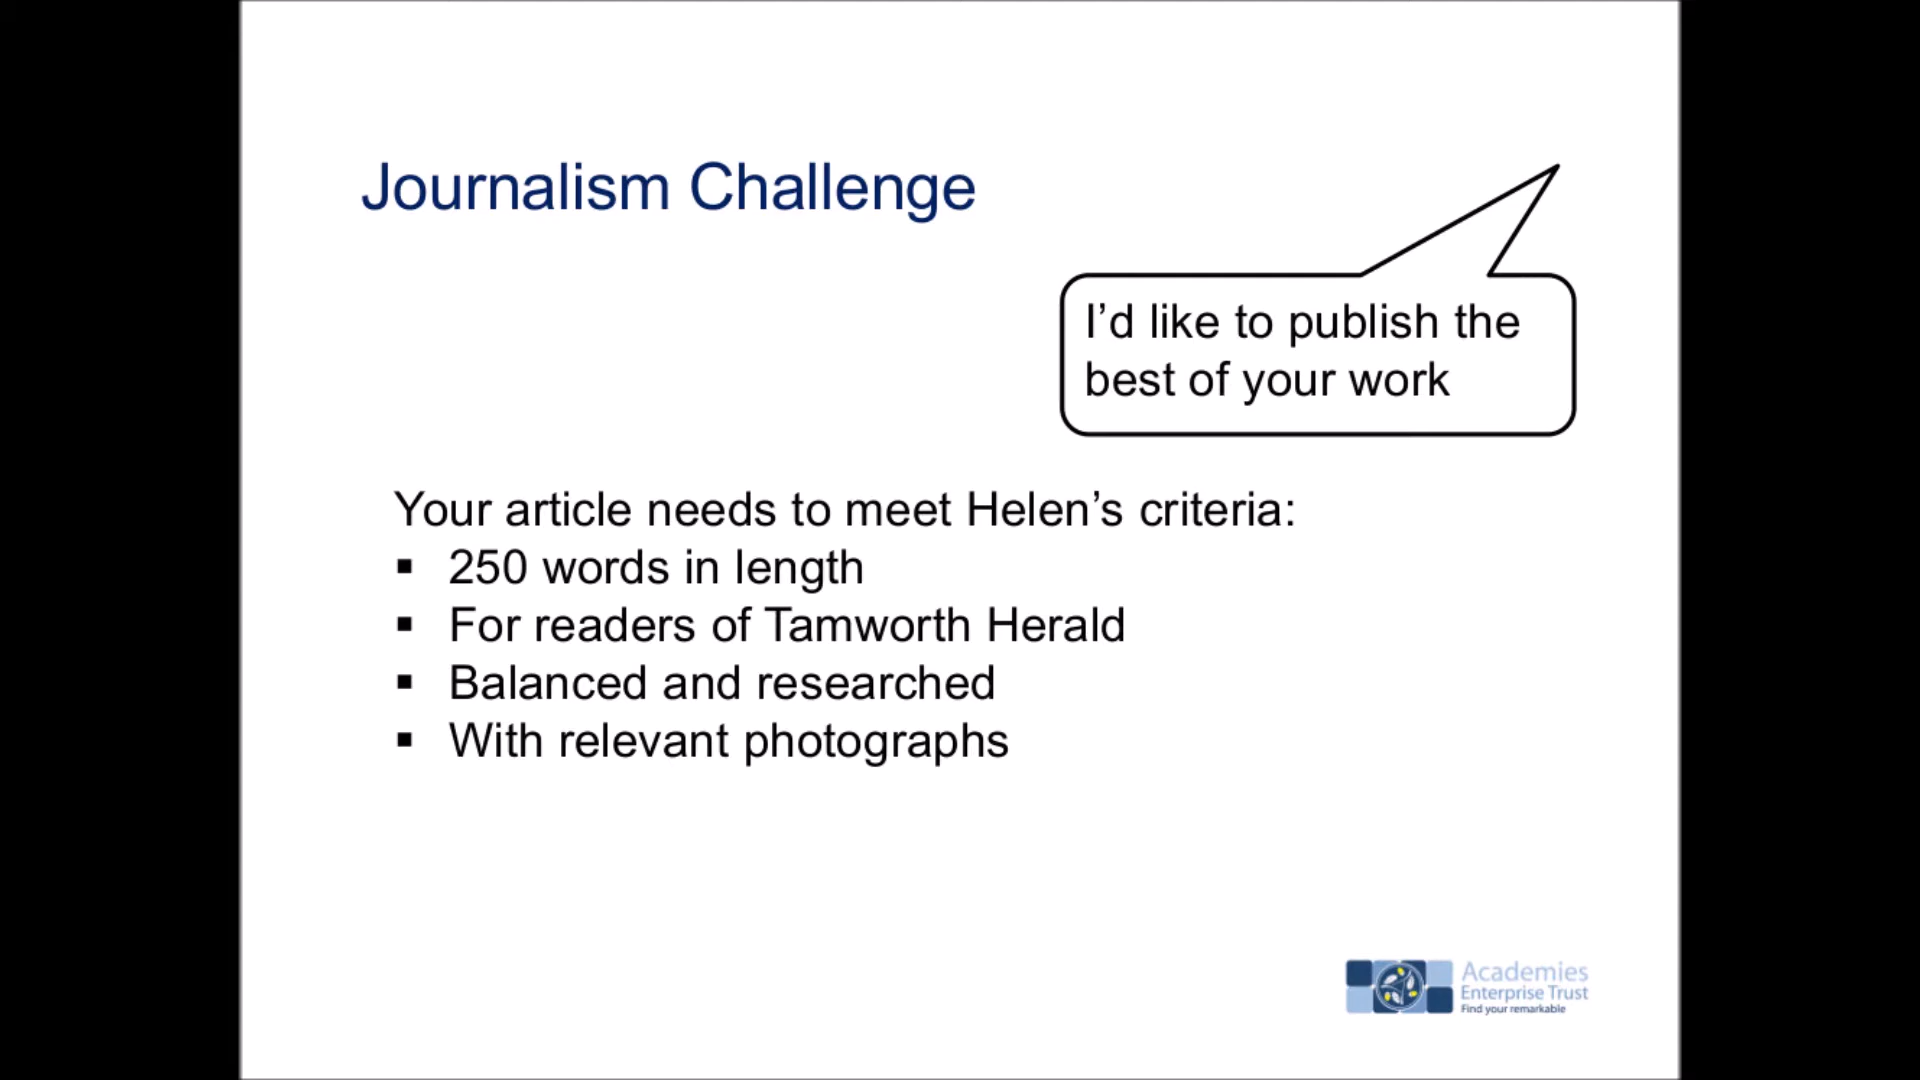 Journalism Challenge
I’d like to publish the
best of your work
Your article needs to meet Helen’s criteria:
▪ 250 words in length
▪ For readers of Tamworth Herald
▪ Balanced and researched
▪ With relevant photographs
Academies
Enterprise Trust
Find your remarkable